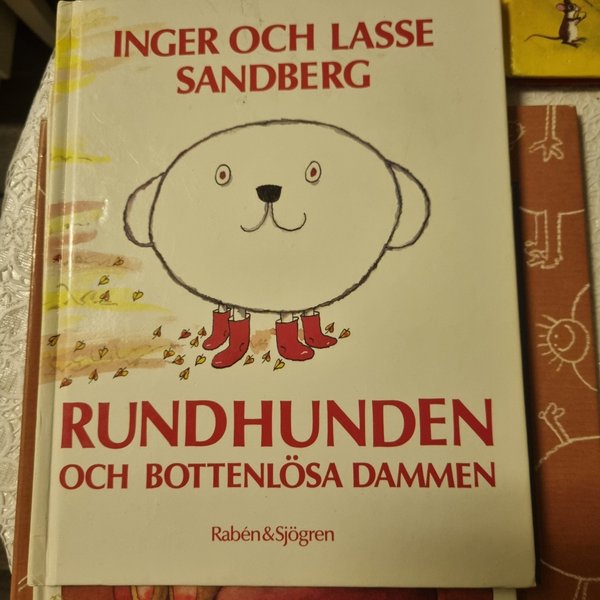 INGER OCH LASSE
SANDBERG
RUNDHUNDEN
OCH BOTTENLÖSA DAMMEN
Rabén&Sjögren